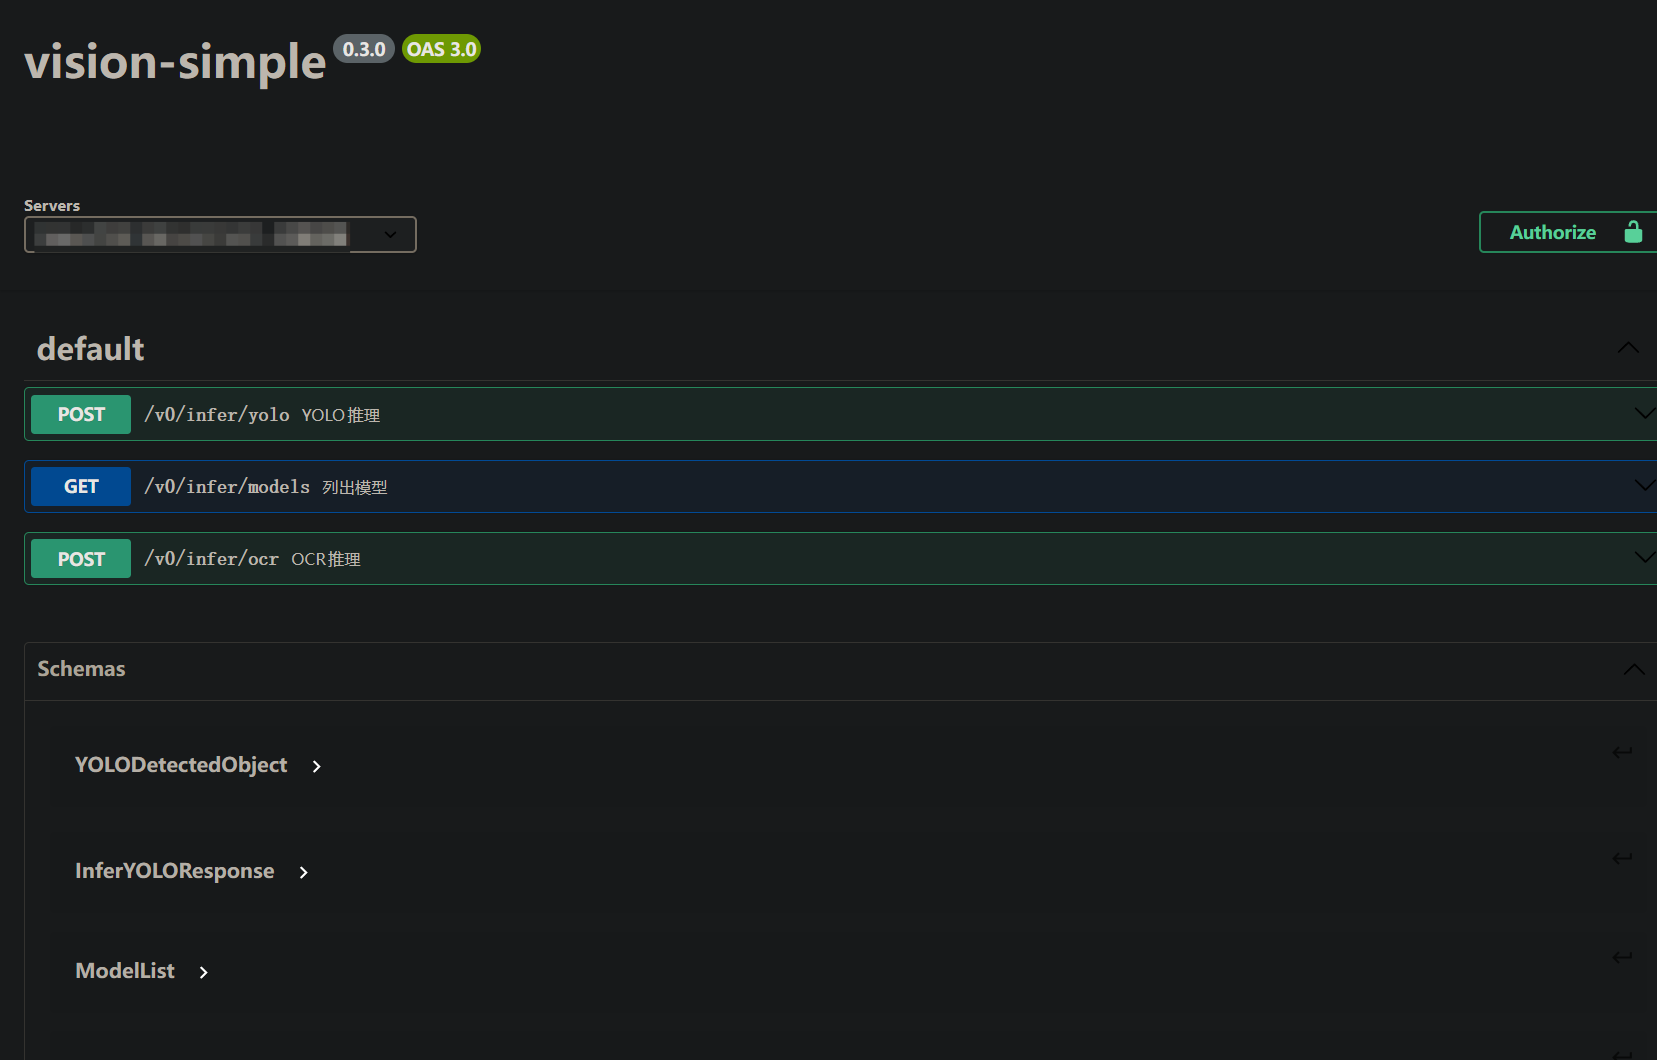 vision-simple 0.3.0 OAS 3.0
Servers
Authorize
default
POST /v0/infer/yolo YOLO推理
GET /v0/infer/models 列出模型
POST /v0/infer/ocr OCR推理
Schemas
YOLODetectedObject
InferYOLOResponse
ModelList